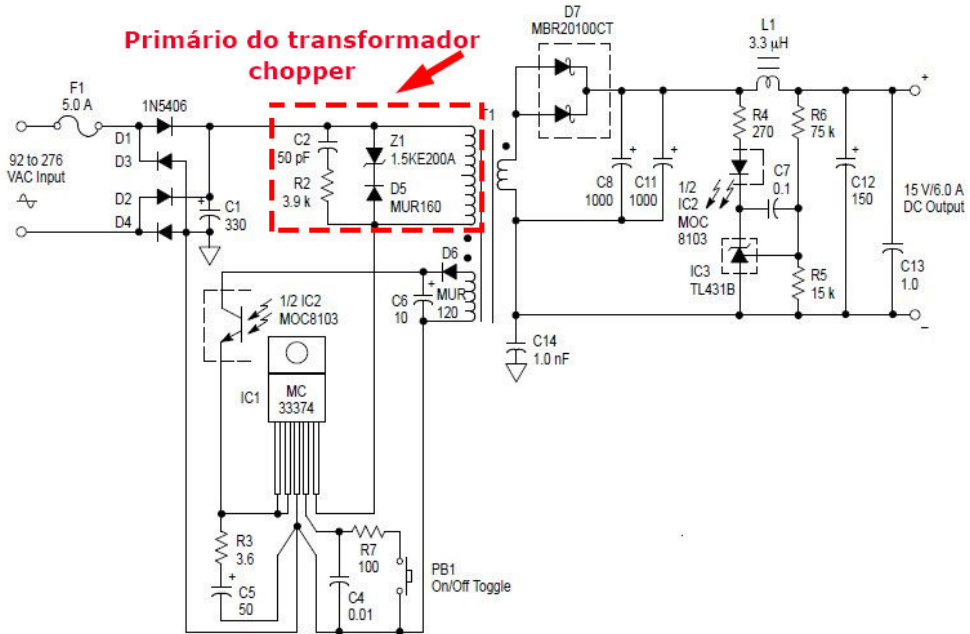 Primário do transformador
chopper
F1
5.0 A
92 to 276
VAC Input
1N5406
D1
D3
D2
D4
+
C1
330
C2
50 pF
R2
3.9 k
Z1
1.5KE200A
D5
MUR160
T1
D7
MBR20100CT
L1
3.3 µH
+
C8
1000
+
C11
1000
R4
270
R6
75 k
1/2
IC2
MOC
8103
C7
0.1
IC3
TL431B
R5
15 k
+
C12
150
C13
1.0
+
15 V/6.0 A
DC Output
–
D6
MUR
120
+
C6
10
C14
1.0 nF
1/2 IC2
MOC8103
IC1
MC
33374
R3
3.6
+
C5
50
C4
0.01
R7
100
PB1
On/Off Toggle